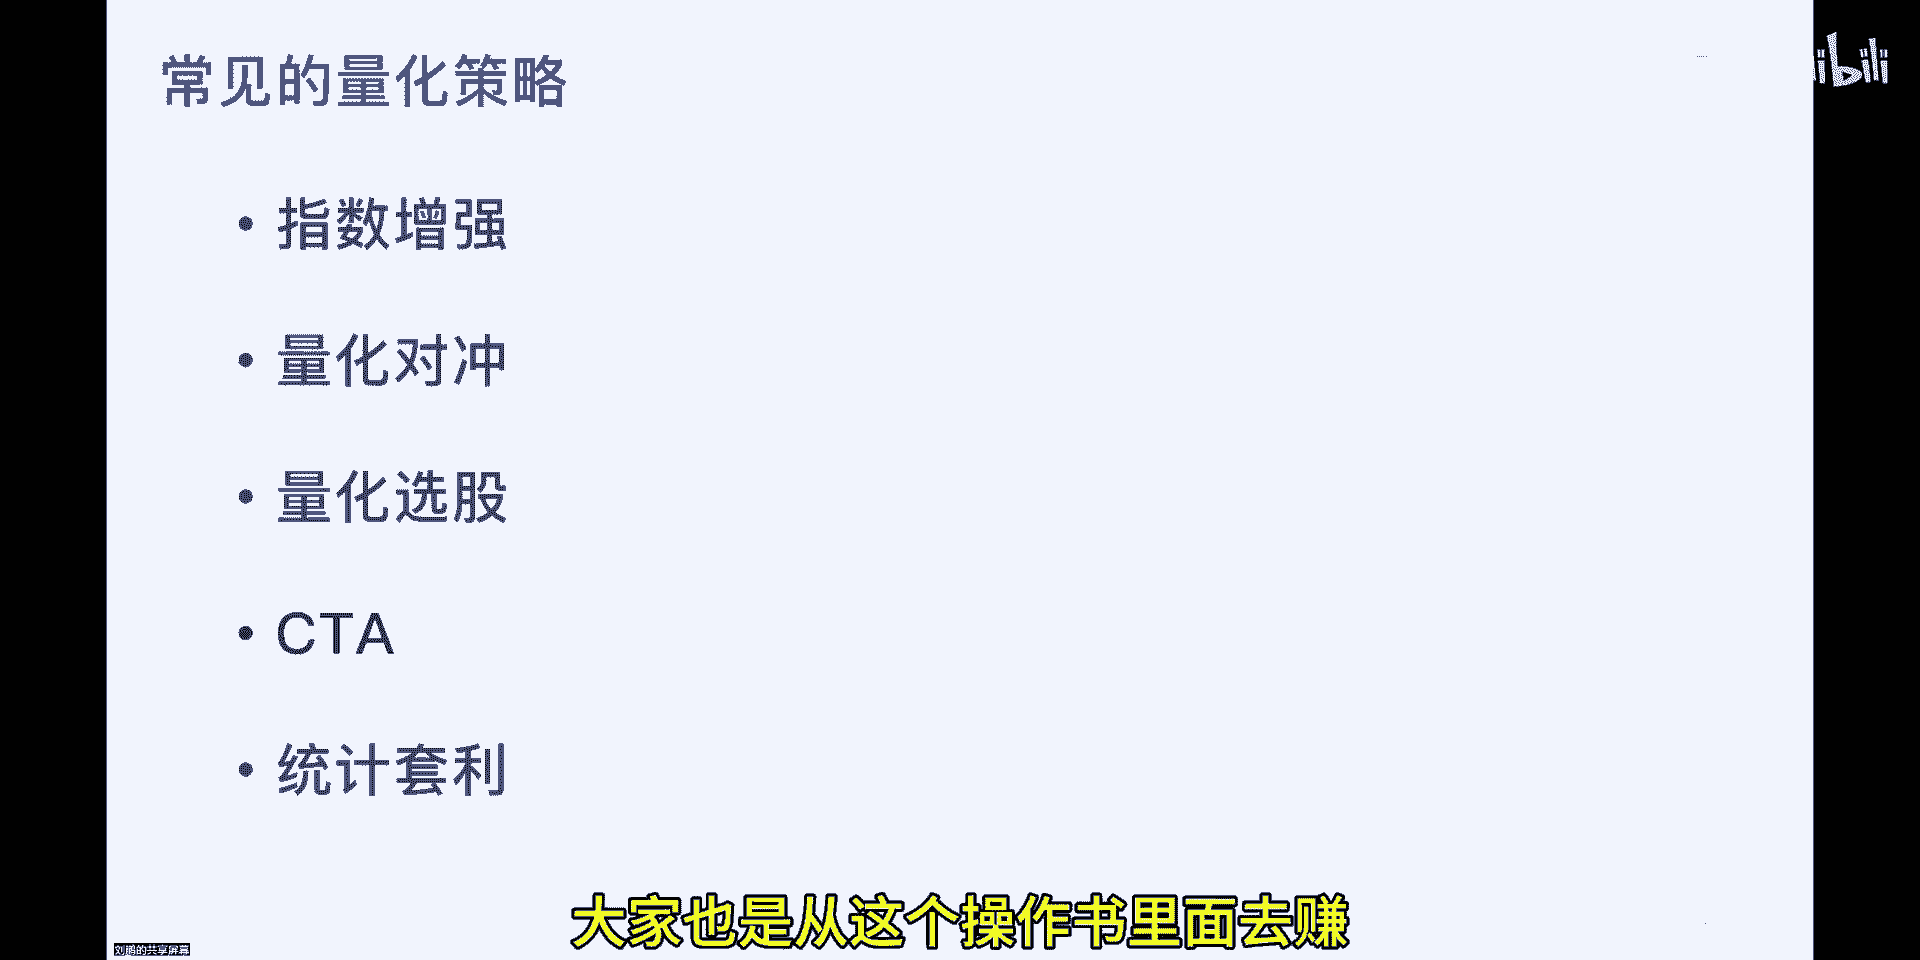 常见的量化策略
bili
• 指数增强
• 量化对冲
• 量化选股
• CTA
• 统计套利
大家也是从这个操作书里面去赚
刘鹏的共享屏幕